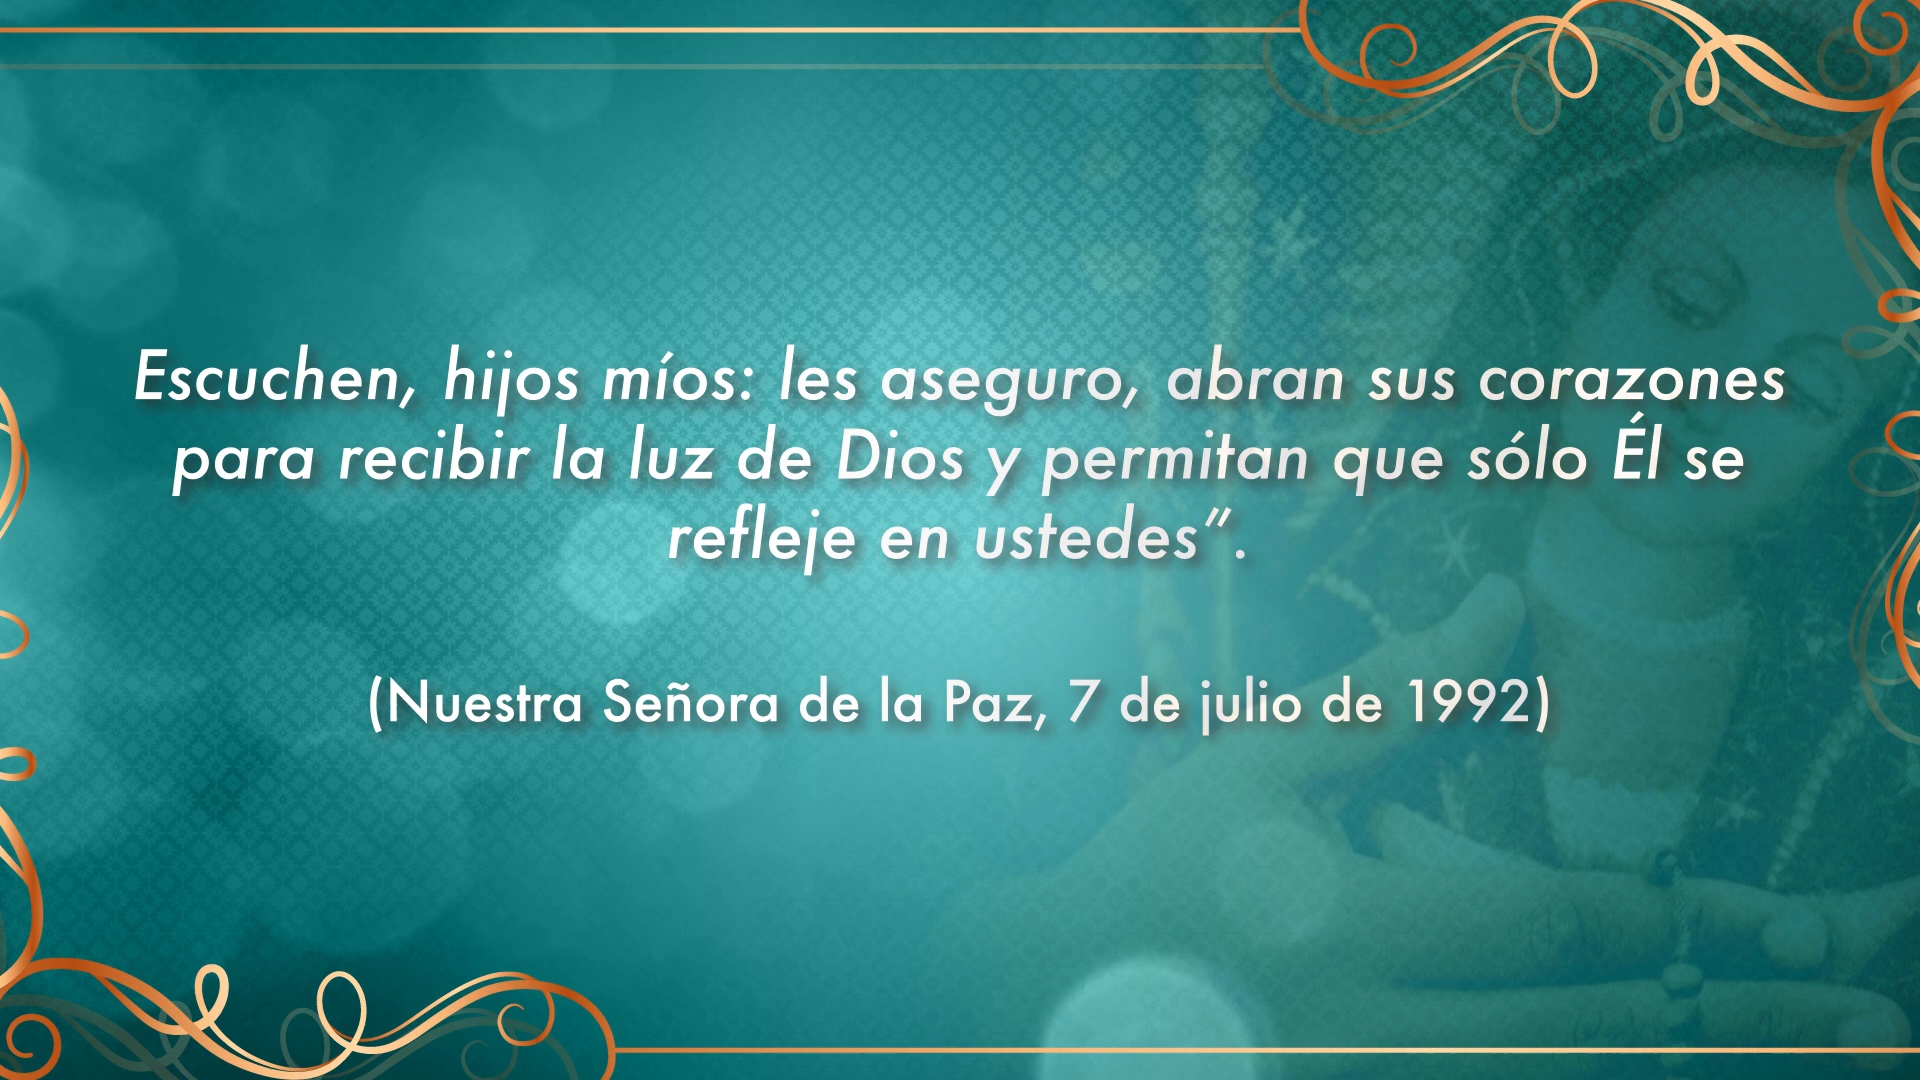 Escuchen, hijos míos: les aseguro, abran sus corazones
para recibir la luz de Dios y permitan que sólo Él se
refleje en ustedes”.
(Nuestra Señora de la Paz, 7 de julio de 1992)